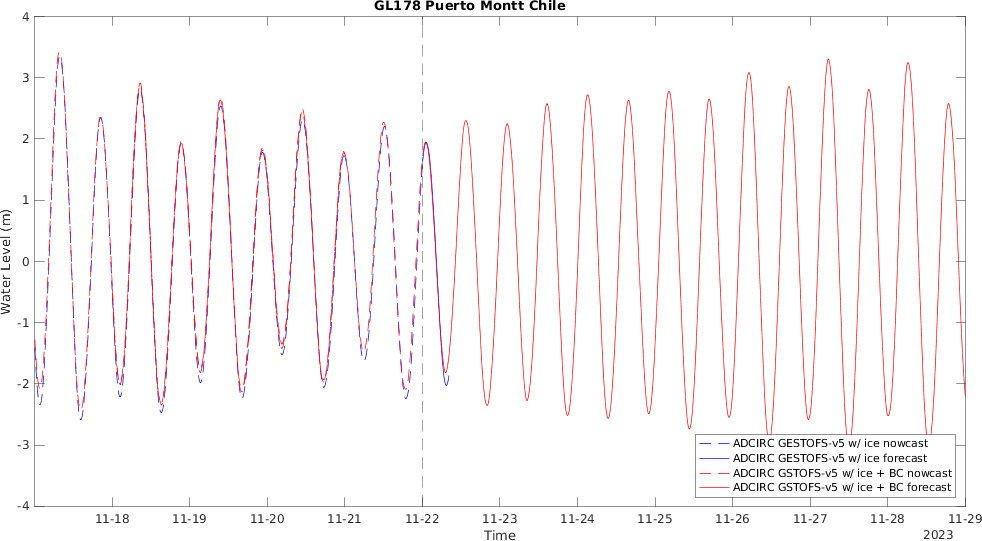 GL178 Puerto Montt Chile
4
3
2
1
0
-1
-2
-3
-4
Water Level (m)
ADCIRC GESTOFS-v5 w/ ice nowcast
ADCIRC GESTOFS-v5 w/ ice forecast
ADCIRC GSTOFS-v5 w/ ice + BC nowcast
ADCIRC GSTOFS-v5 w/ ice + BC forecast
11-18 11-19 11-20 11-21 11-22 11-23 11-24 11-25 11-26 11-27 11-28 11-29
Time
2023